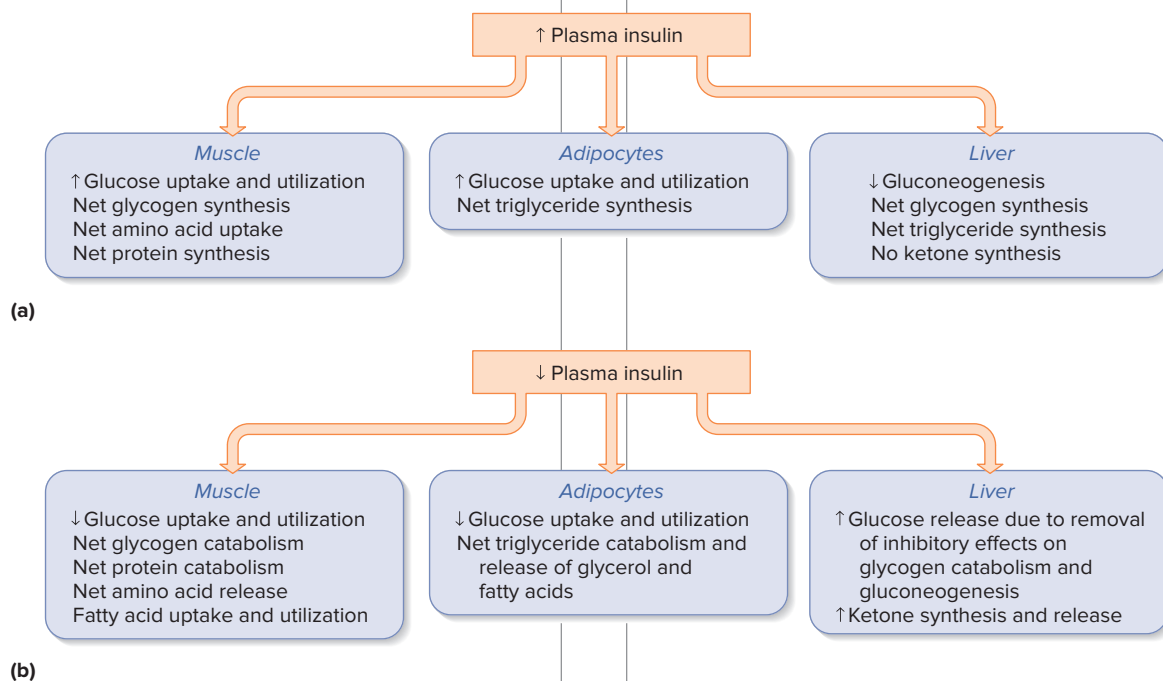 ↑ Plasma insulin
Muscle
↑ Glucose uptake and utilization
Net glycogen synthesis
Net amino acid uptake
Net protein synthesis
Adipocytes
↑ Glucose uptake and utilization
Net triglyceride synthesis
Liver
↓ Gluconeogenesis
Net glycogen synthesis
Net triglyceride synthesis
No ketone synthesis
(a)
↓ Plasma insulin
Muscle
↓ Glucose uptake and utilization
Net glycogen catabolism
Net protein catabolism
Net amino acid release
Fatty acid uptake and utilization
Adipocytes
↓ Glucose uptake and utilization
Net triglyceride catabolism and
release of glycerol and
fatty acids
Liver
↑ Glucose release due to removal
of inhibitory effects on
glycogen catabolism and
gluconeogenesis
↑ Ketone synthesis and release
(b)